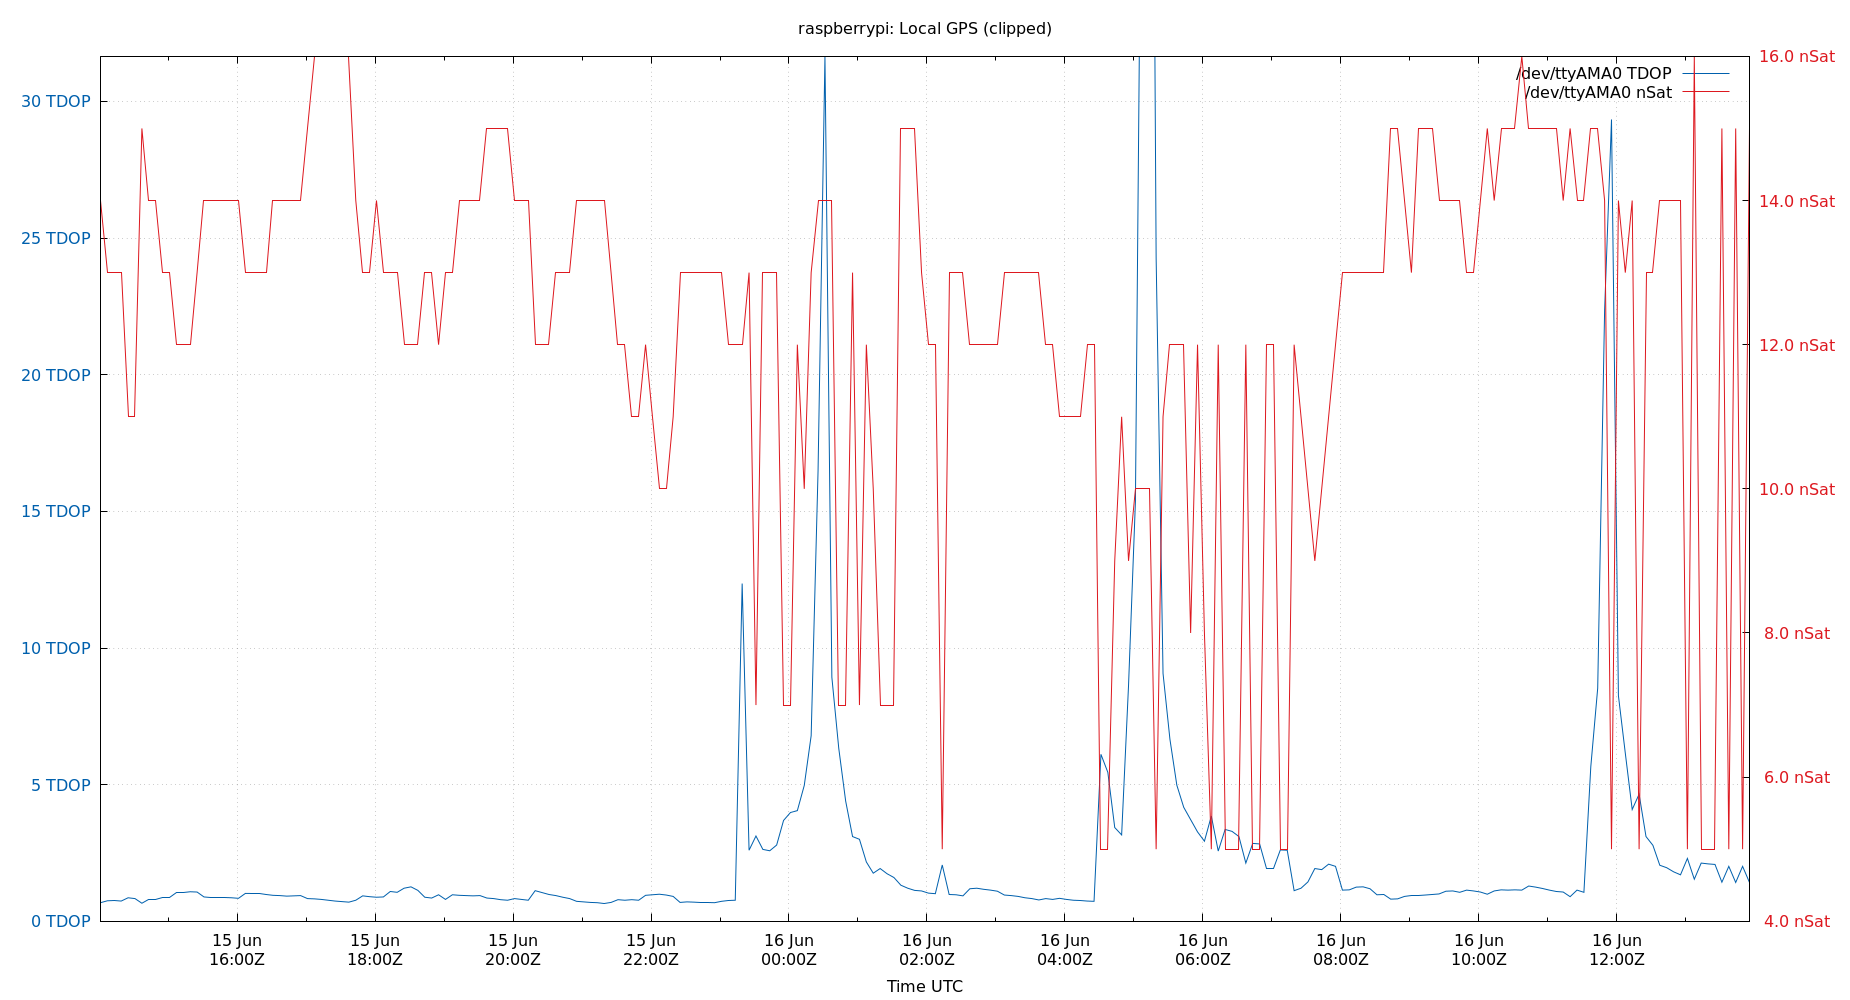 raspberrypi: Local GPS (clipped)
/dev/ttyAMA0 TDOP
/dev/ttyAMA0 nSat
30 TDOP
25 TDOP
20 TDOP
15 TDOP
10 TDOP
5 TDOP
0 TDOP
16.0 nSat
14.0 nSat
12.0 nSat
10.0 nSat
8.0 nSat
6.0 nSat
4.0 nSat
15 Jun
16:00Z
15 Jun
18:00Z
15 Jun
20:00Z
15 Jun
22:00Z
16 Jun
00:00Z
16 Jun
02:00Z
16 Jun
04:00Z
16 Jun
06:00Z
16 Jun
08:00Z
16 Jun
10:00Z
16 Jun
12:00Z
Time UTC